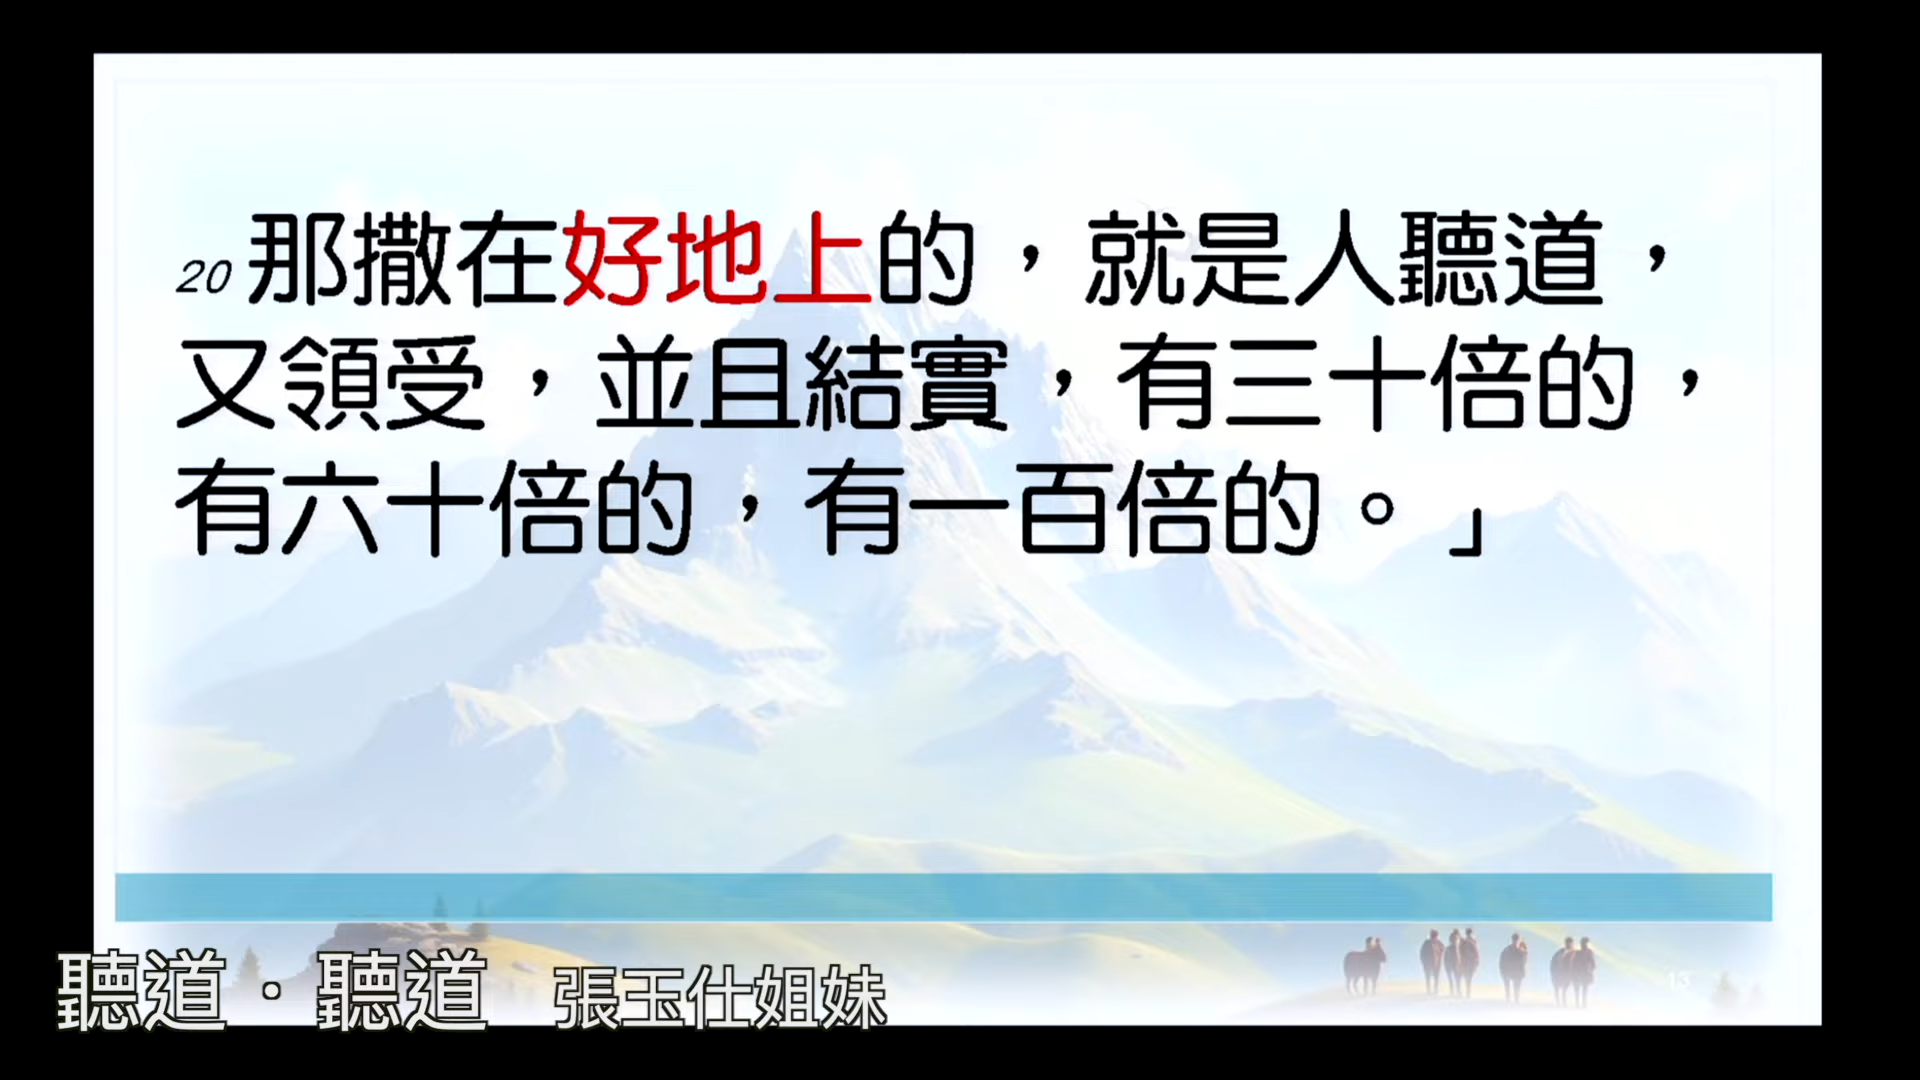 20 那撒在好地上的，就是人聽道，
又領受，並且結實，有三十倍的，
有六十倍的，有一百倍的。」
13
聽道．聽道 張玉仕姐妹